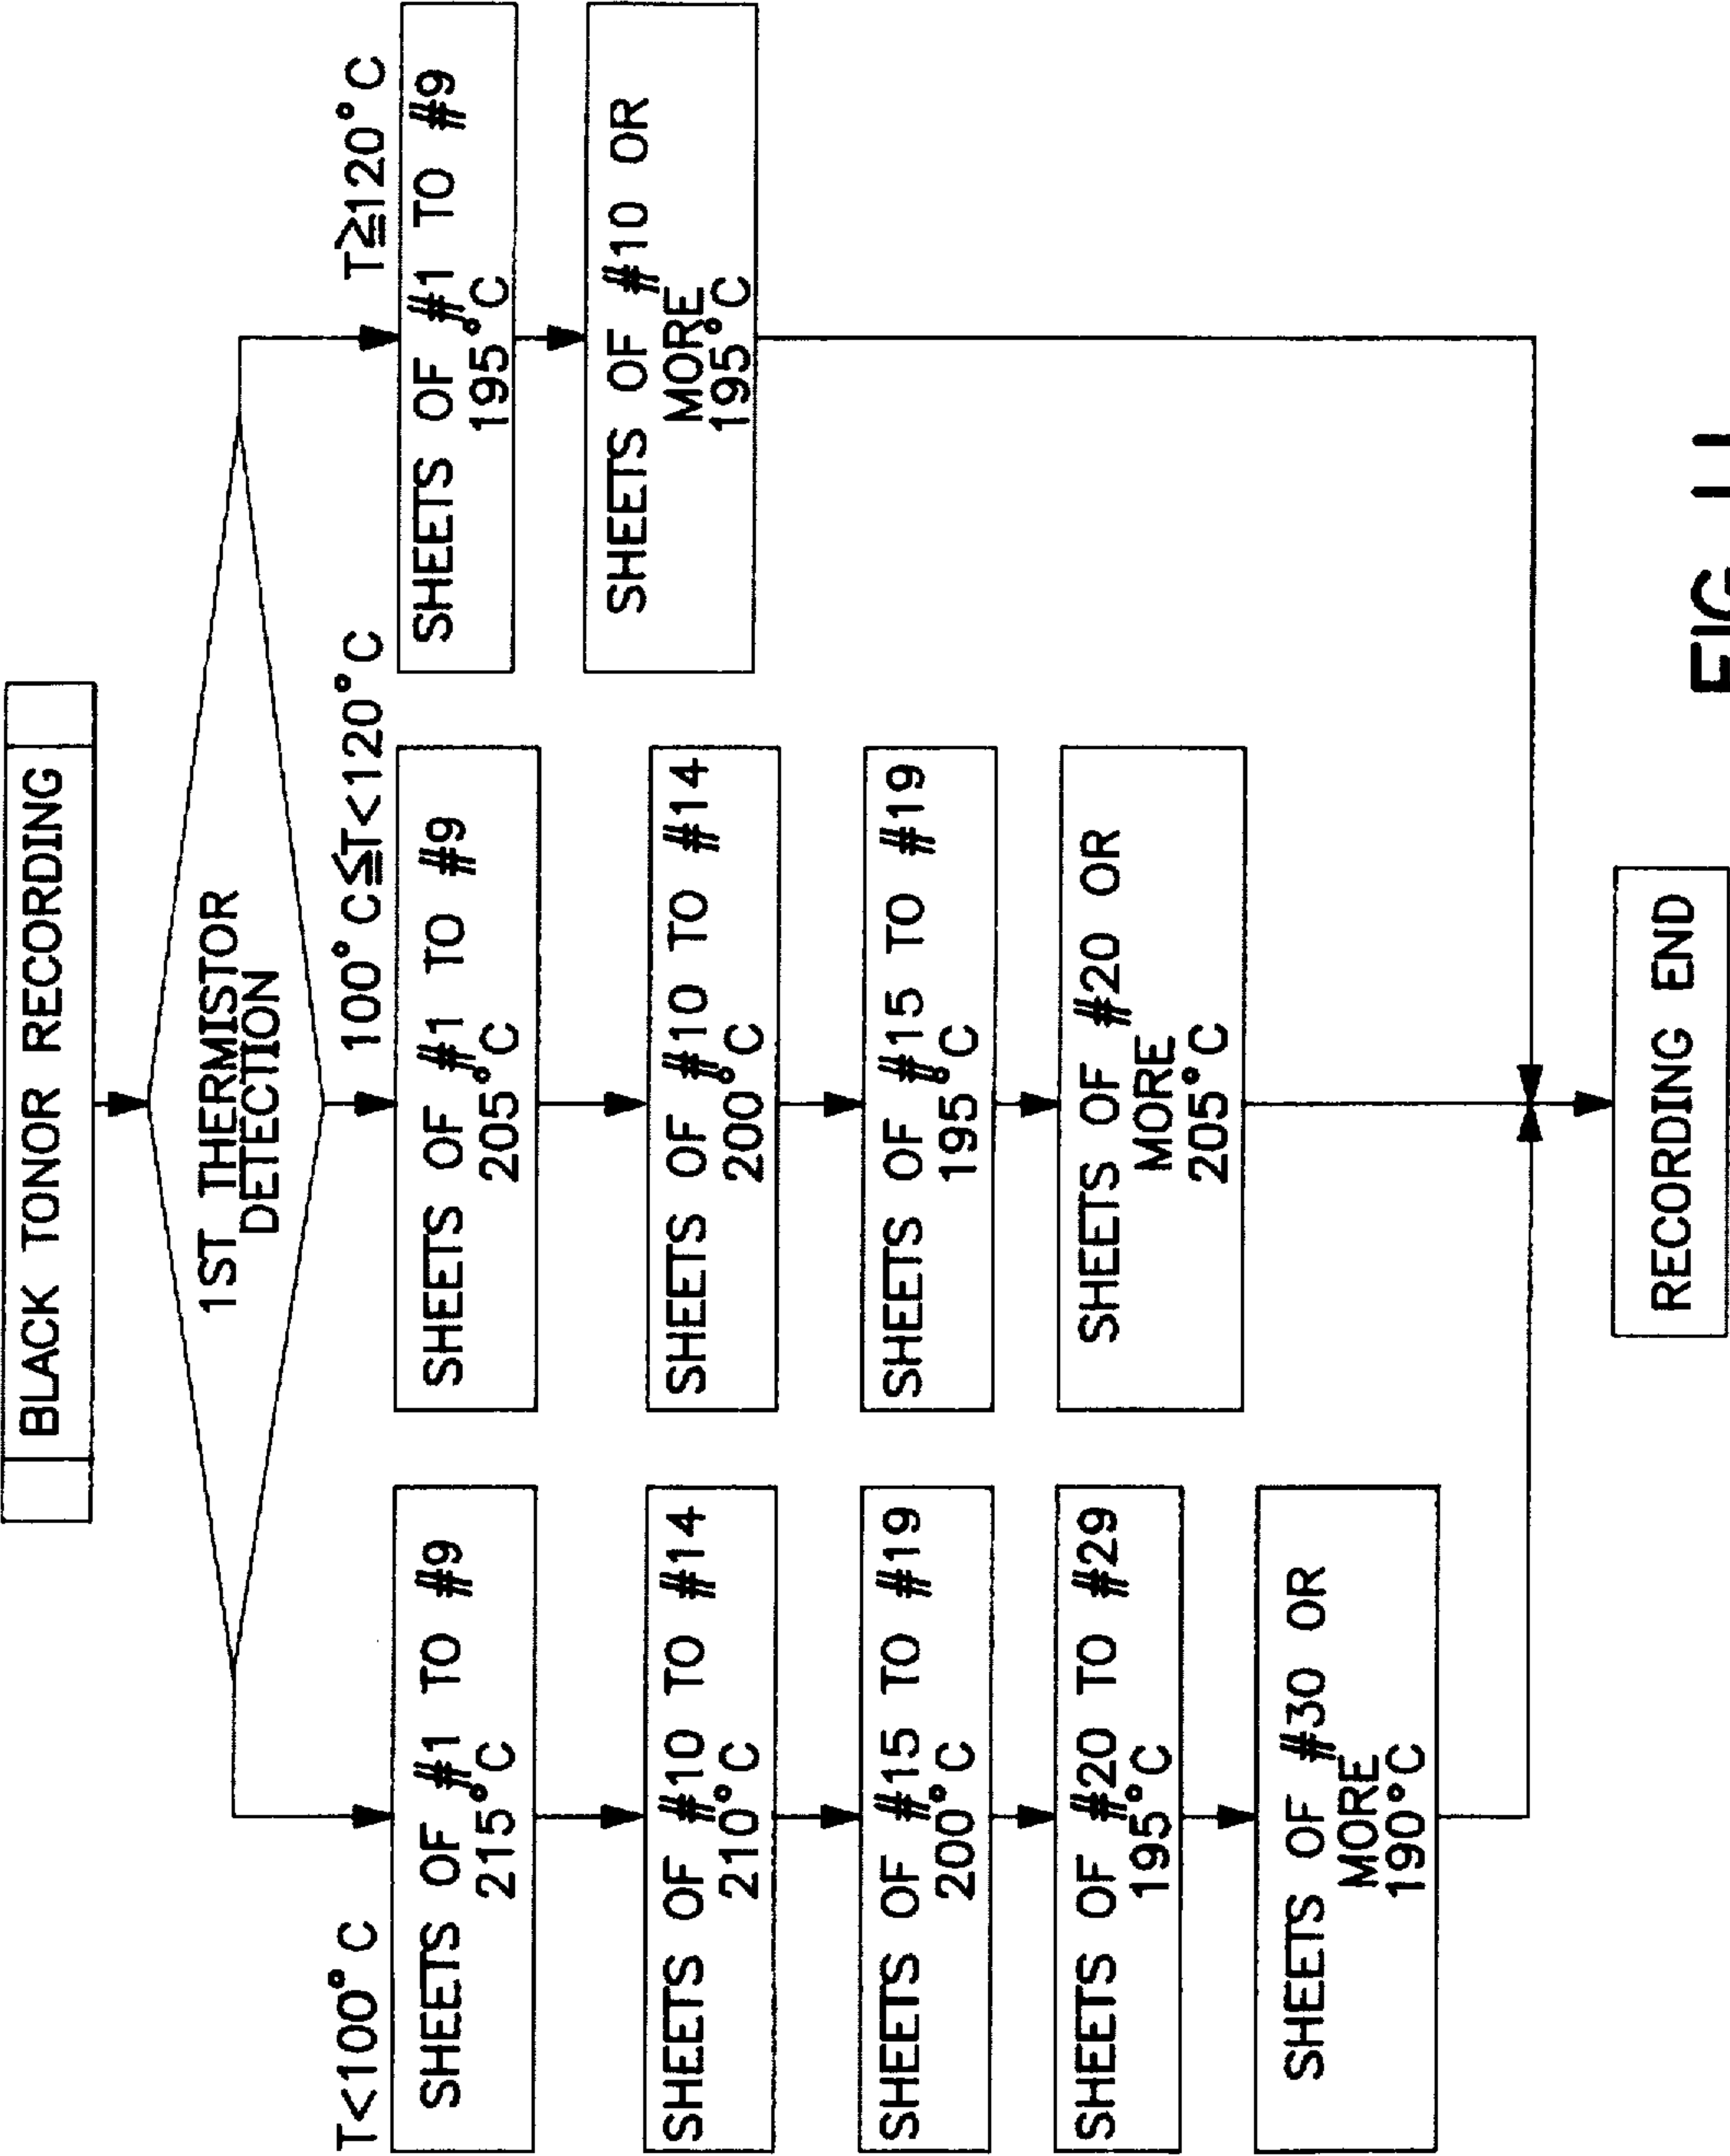 BLACK TONOR RECORDING
1ST THERMISTOR
DETECTION
T<100°C
SHEETS OF #1 TO #9
215°C
SHEETS OF #10 TO #14
210°C
SHEETS OF #15 TO #19
200°C
SHEETS OF #20 TO #29
195°C
SHEETS OF #30 OR
MORE
190°C
100°C≦T<120°C
SHEETS OF #1 TO #9
205°C
SHEETS OF #10 TO #14
200°C
SHEETS OF #15 TO #19
195°C
SHEETS OF #20 OR
MORE
205°C
T≧120°C
SHEETS OF #1 TO #9
195°C
SHEETS OF #10 OR
MORE
195°C
RECORDING END
FIG. 11